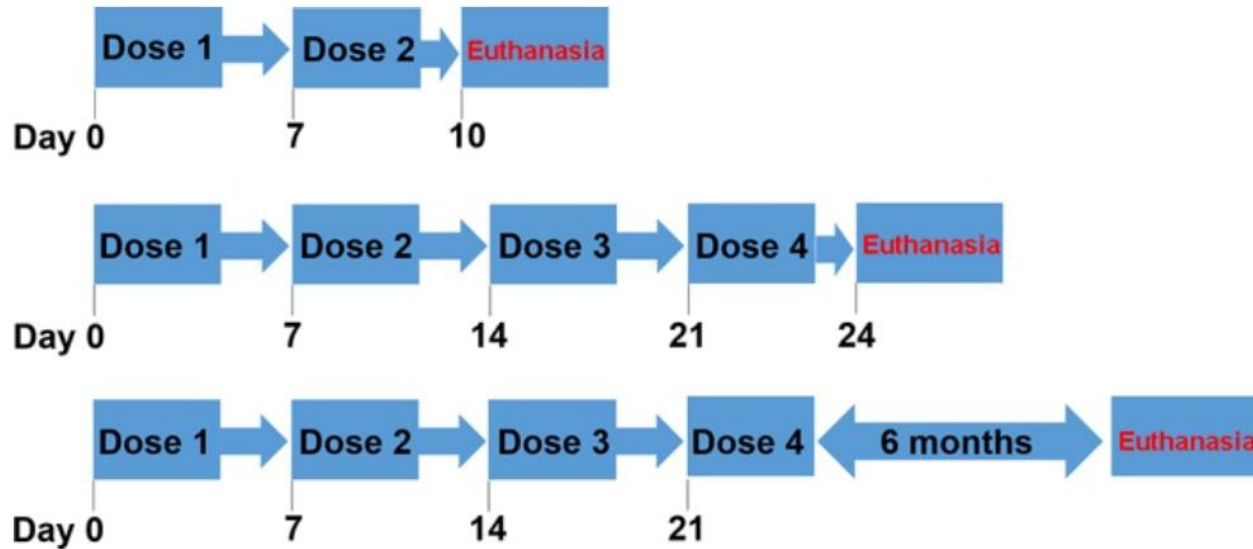 Dose 1 Dose 2 Euthanasia
Day 0 7 10
Dose 1 Dose 2 Dose 3 Dose 4 Euthanasia
Day 0 7 14 21 24
Dose 1 Dose 2 Dose 3 Dose 4 6 months Euthanasia
Day 0 7 14 21